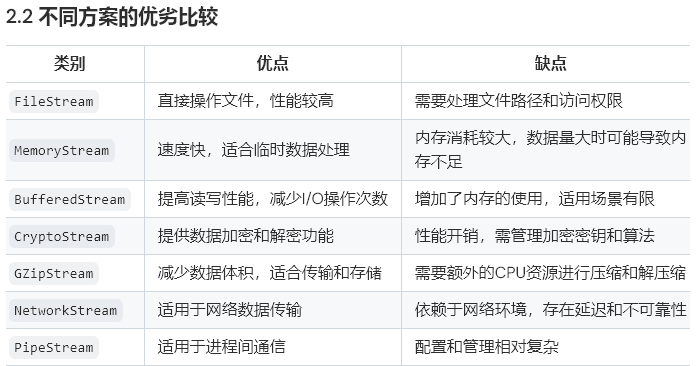 2.2 不同方案的优劣比较
类别 优点 缺点
FileStream 直接操作文件，性能较高 需要处理文件路径和访问权限
MemoryStream 速度快，适合临时数据处理 内存消耗较大，数据量大时可能导致内
存不足
BufferedStream 提高读写性能，减少I/O操作次数 增加了内存的使用，适用场景有限
CryptoStream 提供数据加密和解密功能 性能开销，需管理加密密钥和算法
GZipStream 减少数据体积，适合传输和存储 需要额外的CPU资源进行压缩和解压缩
NetworkStream 适用于网络数据传输 依赖于网络环境，存在延迟和不可靠性
PipeStream 适用于进程间通信 配置和管理相对复杂